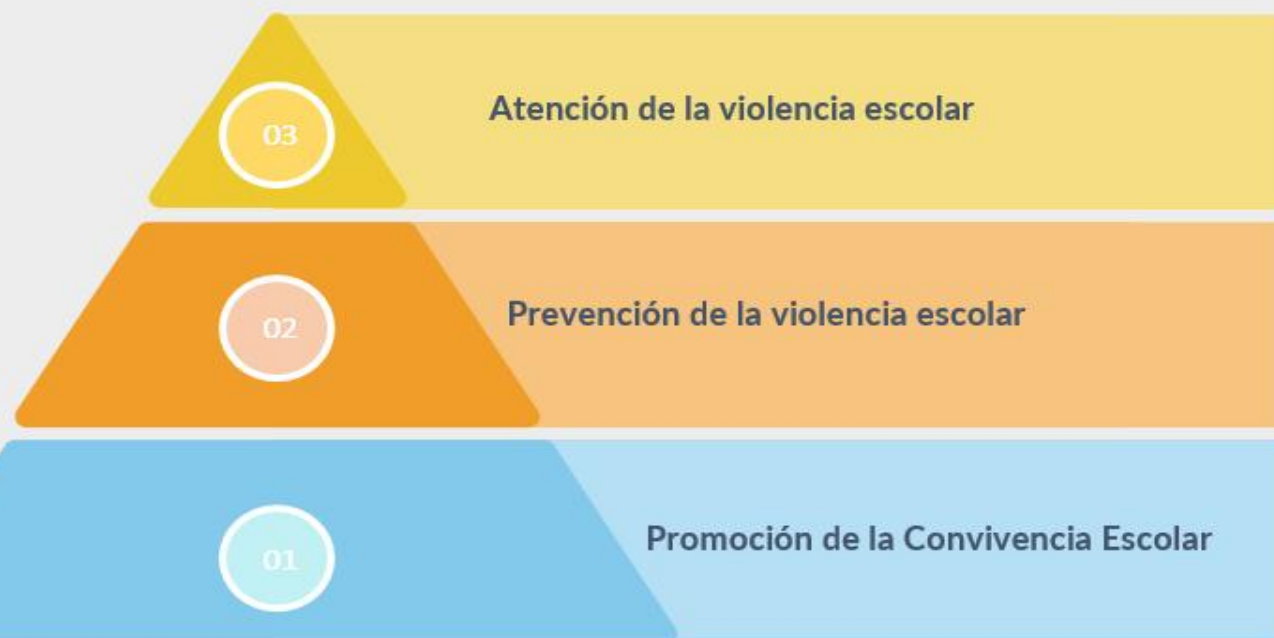 03
Atención de la violencia escolar
02
Prevención de la violencia escolar
01
Promoción de la Convivencia Escolar